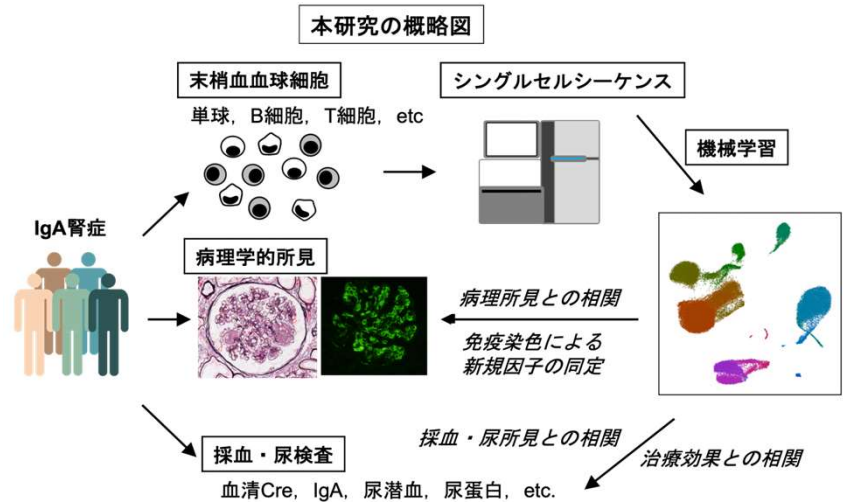 本研究の概略図
末梢血血球細胞
単球, B細胞, T細胞, etc
シングルセルシーケンス
機械学習
IgA腎症
病理学的所見
病理所見との相関
免疫染色による
新規因子の同定
採血・尿検査
血清Cre, IgA, 尿潜血, 尿蛋白, etc.
採血・尿所見との相関
治療効果との相関